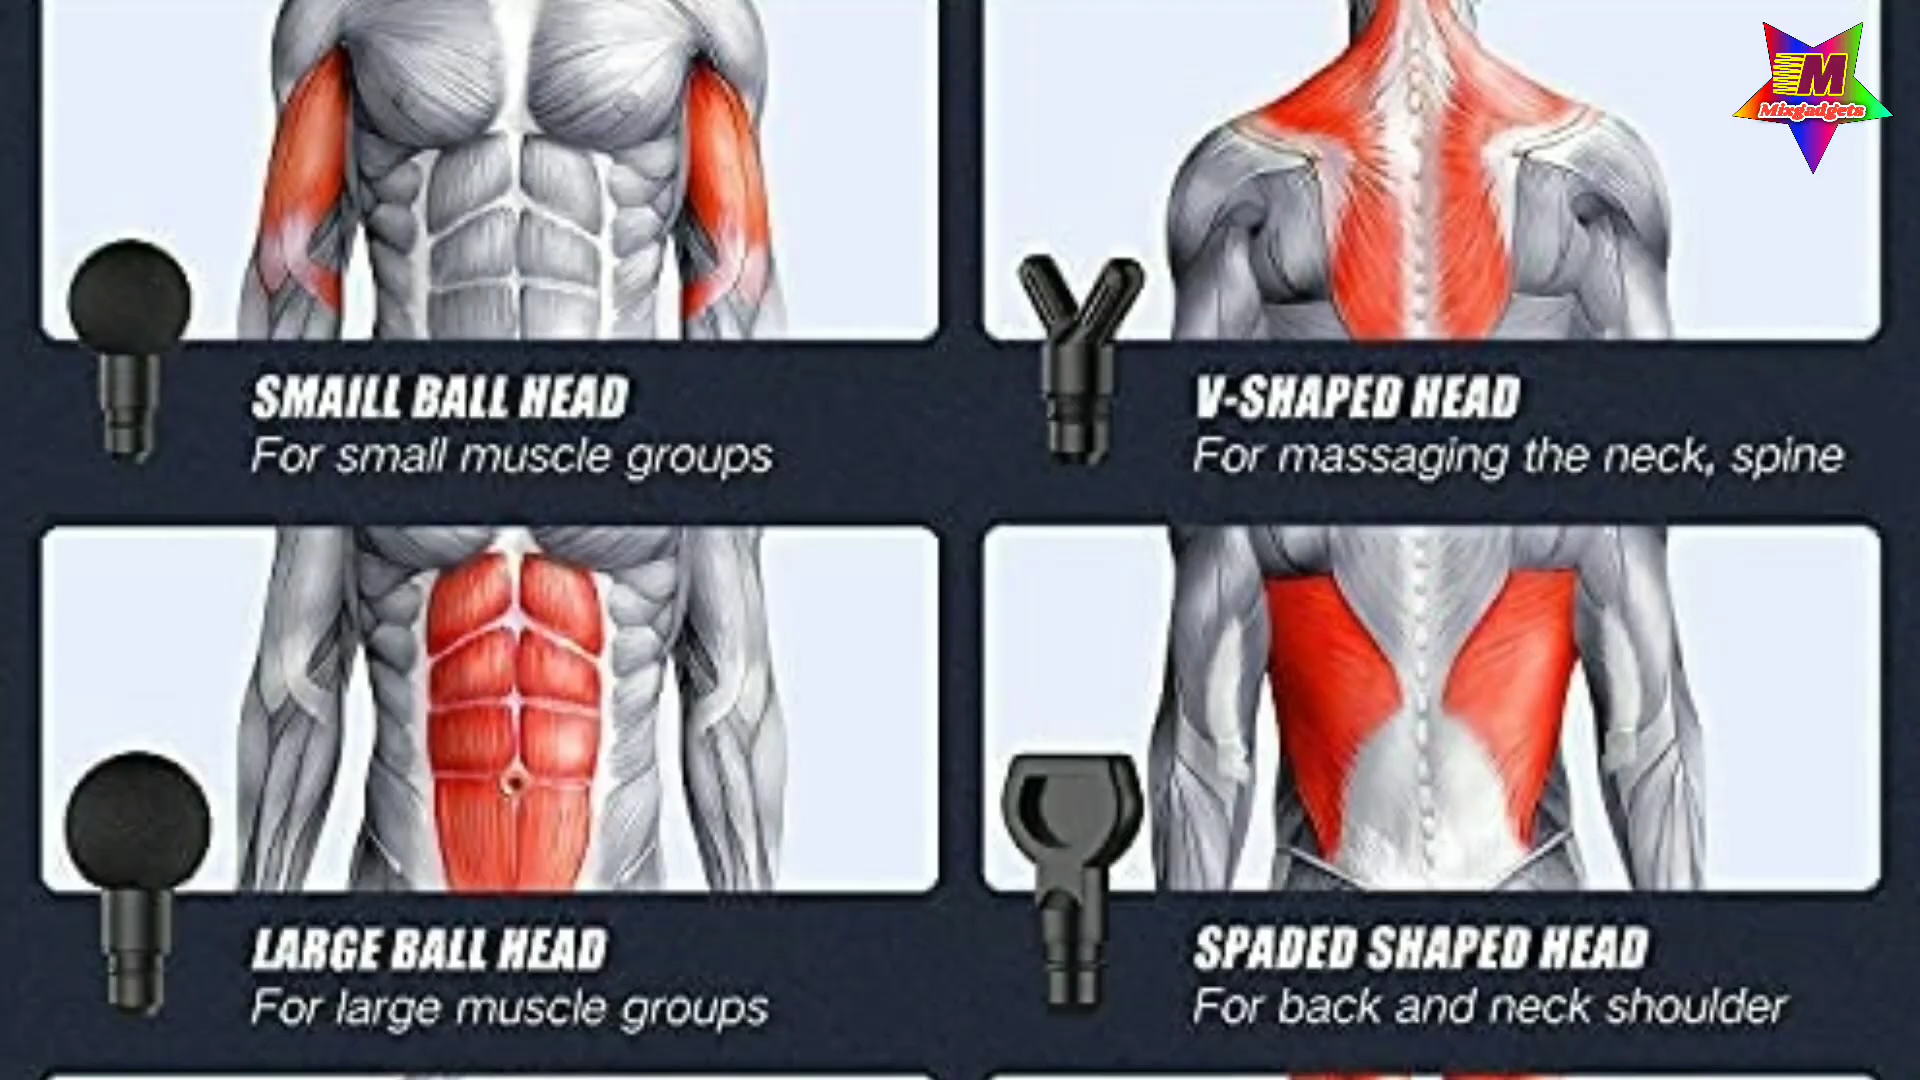 M
Mixgadgets
SMAILL BALL HEAD
For small muscle groups
V-SHAPED HEAD
For massaging the neck, spine
LARGE BALL HEAD
For large muscle groups
SPADED SHAPED HEAD
For back and neck shoulder